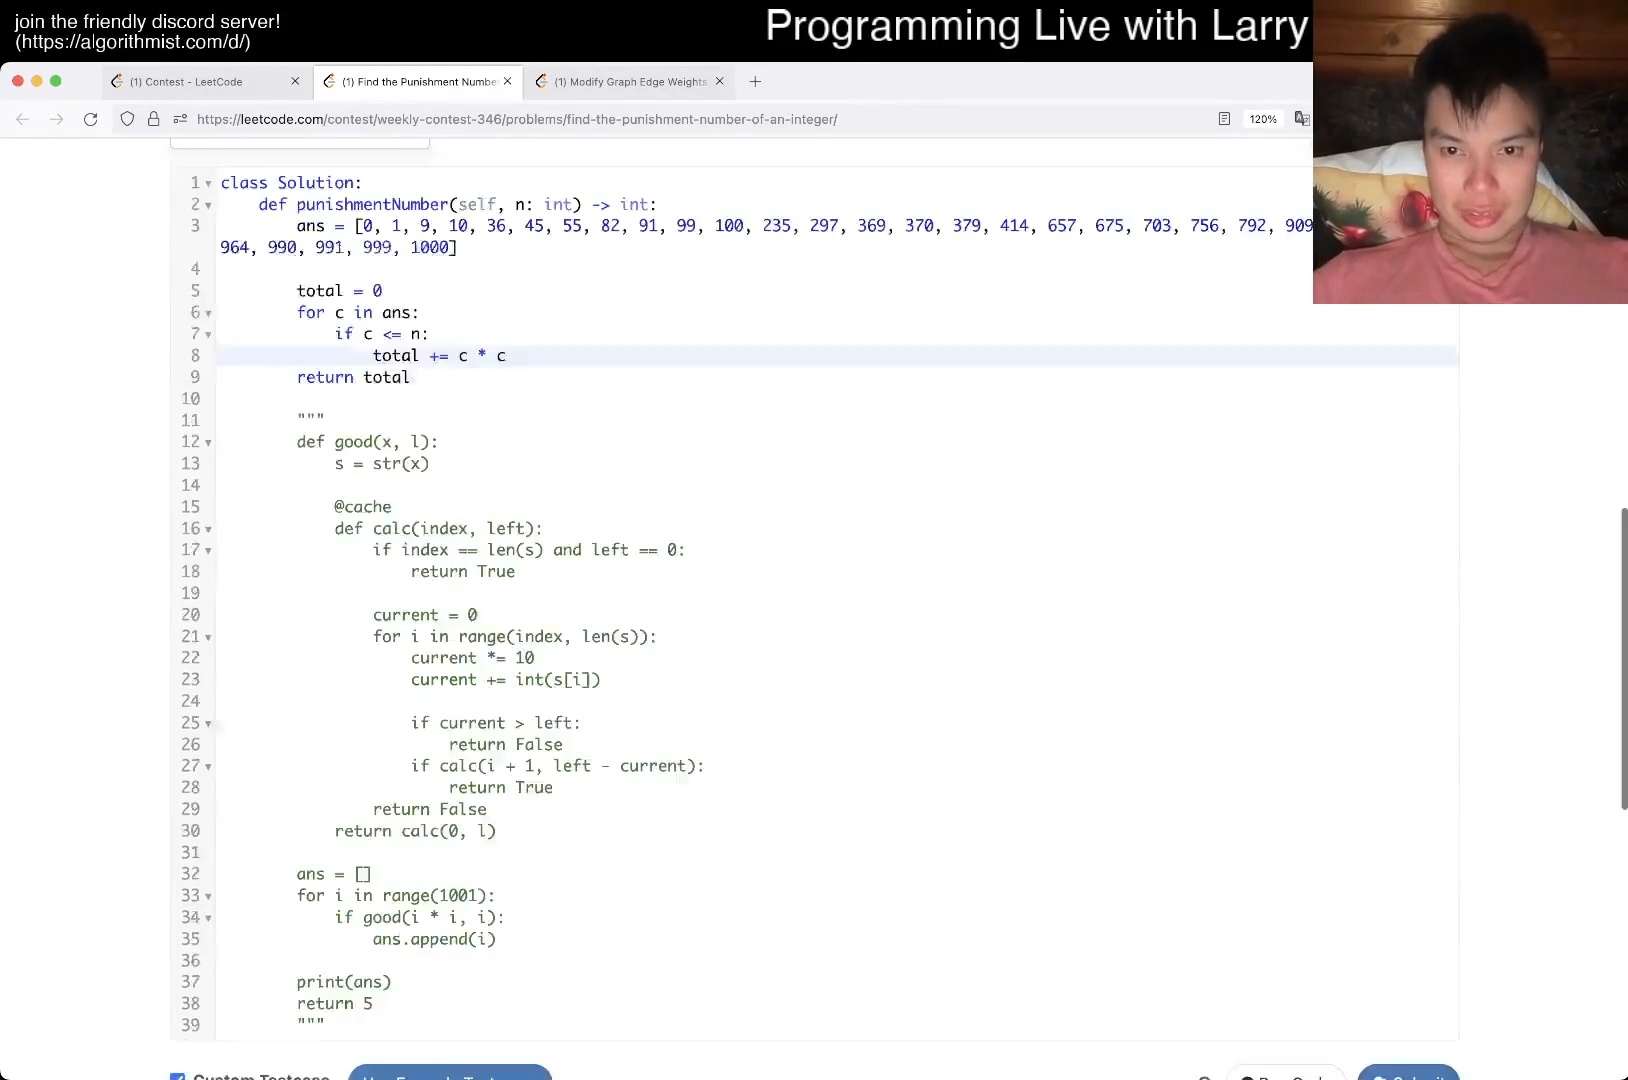 join the friendly discord server!
(https://algorithmist.com/d/)
Programming Live with Larry
(1) Contest - LeetCode
(1) Find the Punishment Numbe
(1) Modify Graph Edge Weights
https://leetcode.com/contest/weekly-contest-346/problems/find-the-punishment-number-of-an-integer/
120%
1 class Solution:
2 def punishmentNumber(self, n: int) -> int:
3 ans = [0, 1, 9, 10, 36, 45, 55, 82, 91, 99, 100, 235, 297, 369, 370, 379, 414, 657, 675, 703, 756, 792, 909
964, 990, 991, 999, 1000]
4
5 total = 0
6 for c in ans:
7 if c <= n:
8 total += c * c
9 return total
10
11 """
12 def good(x, l):
13 s = str(x)
14
15 @cache
16 def calc(index, left):
17 if index == len(s) and left == 0:
18 return True
19
20 current = 0
21 for i in range(index, len(s)):
22 current *= 10
23 current += int(s[i])
24
25 if current > left:
26 return False
27 if calc(i + 1, left - current):
28 return True
29 return False
30 return calc(0, l)
31
32 ans = []
33 for i in range(1001):
34 if good(i * i, i):
35 ans.append(i)
36
37 print(ans)
38 return 5
39 """
Custom Testcase